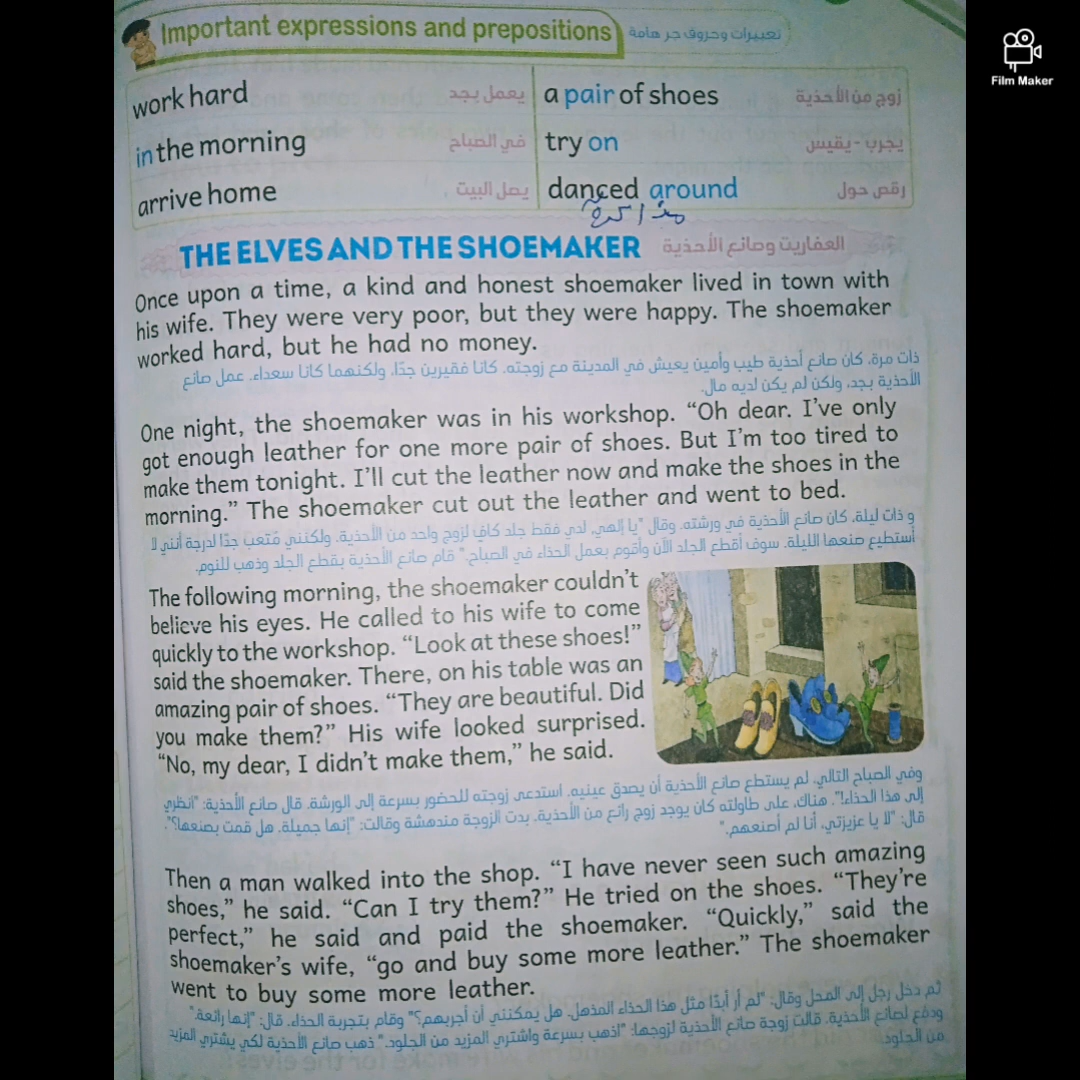 Important expressions and prepositions تعبيرات وحروف جر هامة
Film Maker
work hard يعمل بجد a pair of shoes زوج من الأحذية
in the morning في الصباح try on يجرب - يقيس
arrive home يصل البيت danced around رقص حول
THE ELVES AND THE SHOEMAKER العفاريت وصانع الأحذية
Once upon a time, a kind and honest shoemaker lived in town with
his wife. They were very poor, but they were happy. The shoemaker
worked hard, but he had no money.
ذات مرة، كان صانع أحذية طيب وأمين يعيش في المدينة مع زوجته. كانا فقيرين جدًا، ولكنهما كانا سعداء. عمل صانع
الأحذية بجد، ولكن لم يكن لديه مال.
One night, the shoemaker was in his workshop. “Oh dear. I’ve only
got enough leather for one more pair of shoes. But I’m too tired to
make them tonight. I’ll cut the leather now and make the shoes in the
morning.” The shoemaker cut out the leather and went to bed.
و ذات ليلة، كان صانع الأحذية في ورشته. وقال "يا إلهي، لدي فقط جلد كافٍ لزوج واحد من الأحذية، ولكنني مُتعب جدًا لدرجة أنني لا
أستطيع صنعها الليلة. سوف أقطع الجلد الآن وأقوم بعمل الحذاء في الصباح." قام صانع الأحذية بقطع الجلد وذهب للنوم.
The following morning, the shoemaker couldn’t
believe his eyes. He called to his wife to come
quickly to the workshop. “Look at these shoes!”
said the shoemaker. There, on his table was an
amazing pair of shoes. “They are beautiful. Did
you make them?” His wife looked surprised.
“No, my dear, I didn’t make them,” he said.
وفي الصباح التالي، لم يستطع صانع الأحذية أن يصدق عينيه. استدعى زوجته للحضور بسرعة إلى الورشة. قال صانع الأحذية: "انظري
إلى هذا الحذاء!". هناك، على طاولته كان يوجد زوج رائع من الأحذية. بدت الزوجة مندهشة وقالت: "إنها جميلة. هل قمت بصنعها؟".
قال: "لا يا عزيزتي، أنا لم أصنعهم."
Then a man walked into the shop. “I have never seen such amazing
shoes,” he said. “Can I try them?” He tried on the shoes. “They’re
perfect,” he said and paid the shoemaker. “Quickly,” said the
shoemaker’s wife, “go and buy some more leather.” The shoemaker
went to buy some more leather.
ثم دخل رجل إلى المحل وقال: "لم أر أبدًا مثل هذا الحذاء المذهل. هل يمكنني أن أجربهم؟" وقام بتجربة الحذاء. قال: "إنها رائعة."
ودفع لصانع الأحذية. قالت زوجة صانع الأحذية لزوجها: "اذهب بسرعة واشتري المزيد من الجلود." ذهب صانع الأحذية لكي يشتري المزيد
من الجلود.